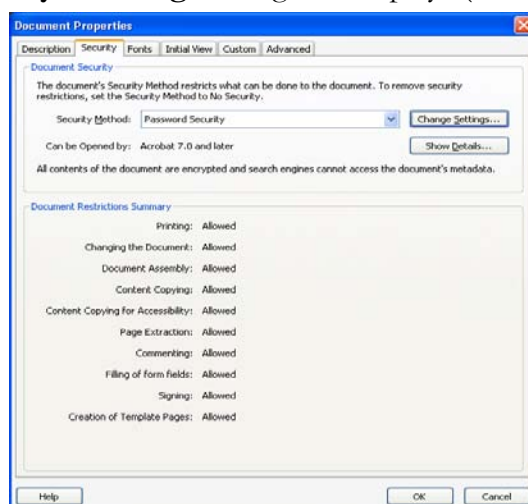 Document Properties
Description Security Fonts Initial View Custom Advanced
Document Security
The document's Security Method restricts what can be done to the document. To remove security
restrictions, set the Security Method to No Security.
Security Method: Password Security Change Settings...
Can be Opened by: Acrobat 7.0 and later Show Details...
All contents of the document are encrypted and search engines cannot access the document's metadata.
Document Restrictions Summary
Printing: Allowed
Changing the Document: Allowed
Document Assembly: Allowed
Content Copying: Allowed
Content Copying for Accessibility: Allowed
Page Extraction: Allowed
Commenting: Allowed
Filling of form fields: Allowed
Signing: Allowed
Creation of Template Pages: Allowed
Help OK Cancel